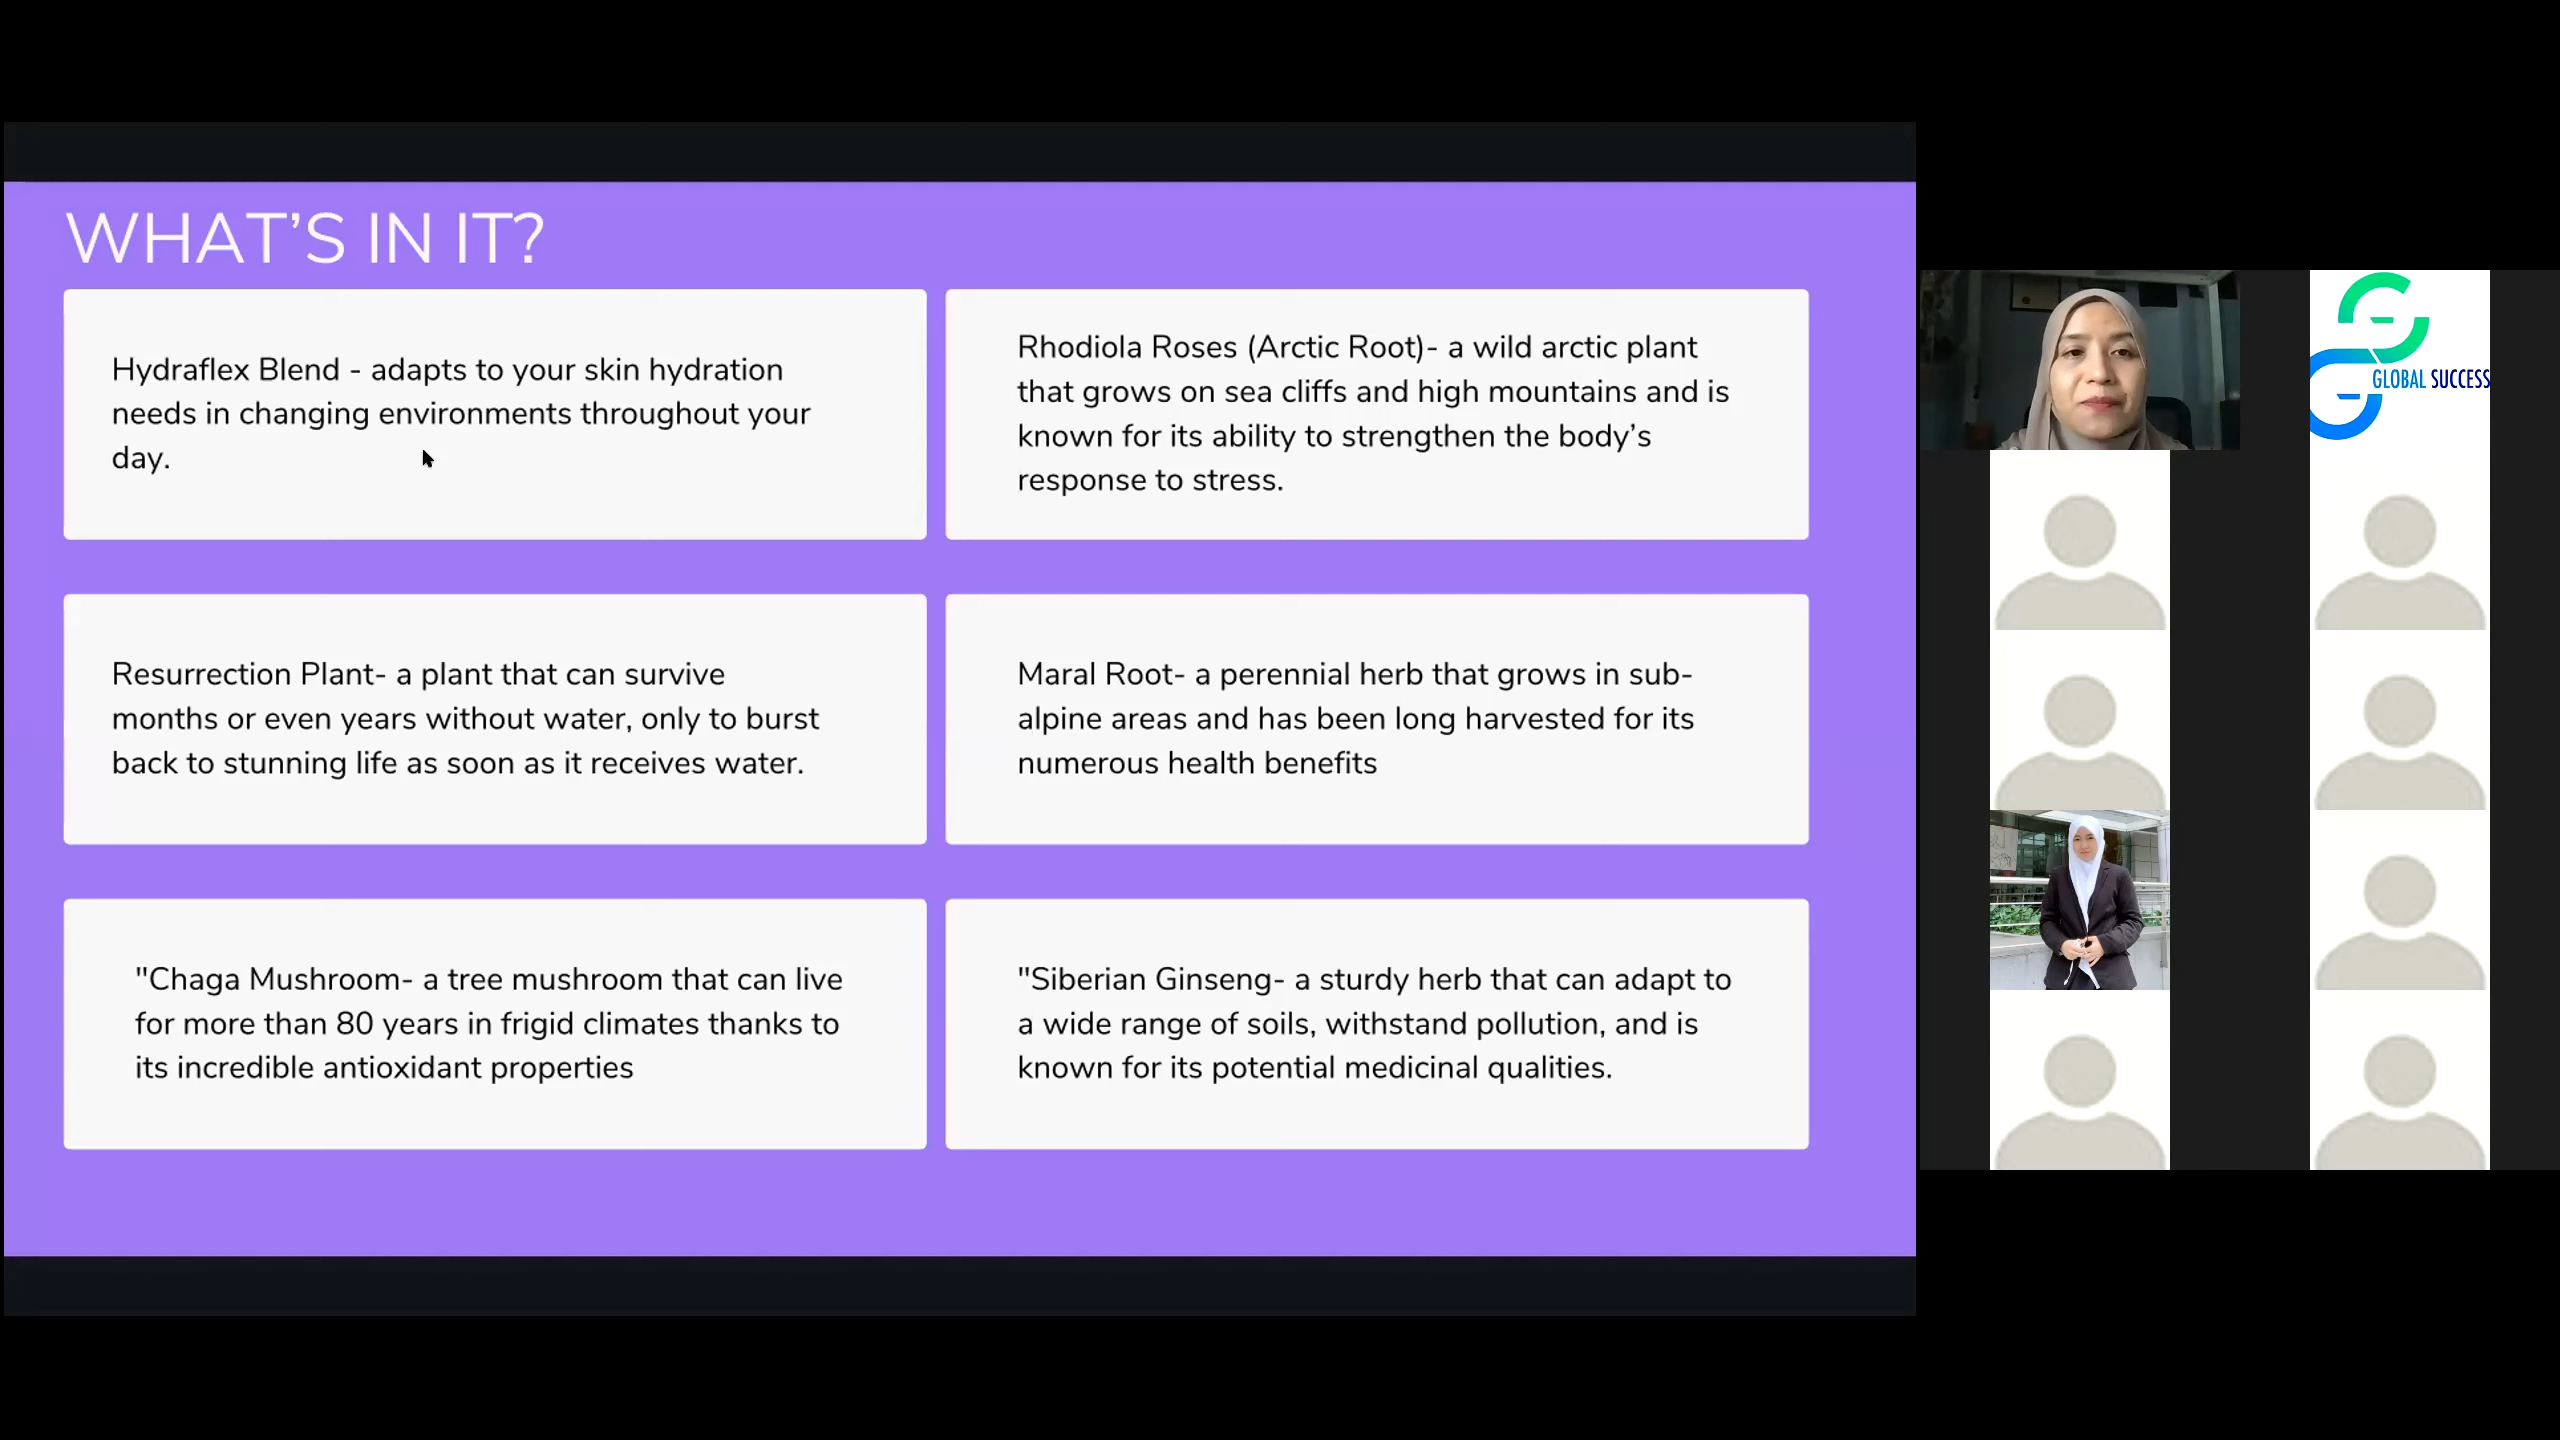 WHAT’S IN IT?
Hydraflex Blend - adapts to your skin hydration
needs in changing environments throughout your
day.
Rhodiola Roses (Arctic Root)- a wild arctic plant
that grows on sea cliffs and high mountains and is
known for its ability to strengthen the body’s
response to stress.
Resurrection Plant- a plant that can survive
months or even years without water, only to burst
back to stunning life as soon as it receives water.
Maral Root- a perennial herb that grows in sub-
alpine areas and has been long harvested for its
numerous health benefits
"Chaga Mushroom- a tree mushroom that can live
for more than 80 years in frigid climates thanks to
its incredible antioxidant properties
"Siberian Ginseng- a sturdy herb that can adapt to
a wide range of soils, withstand pollution, and is
known for its potential medicinal qualities.
GLOBAL SUCCESS